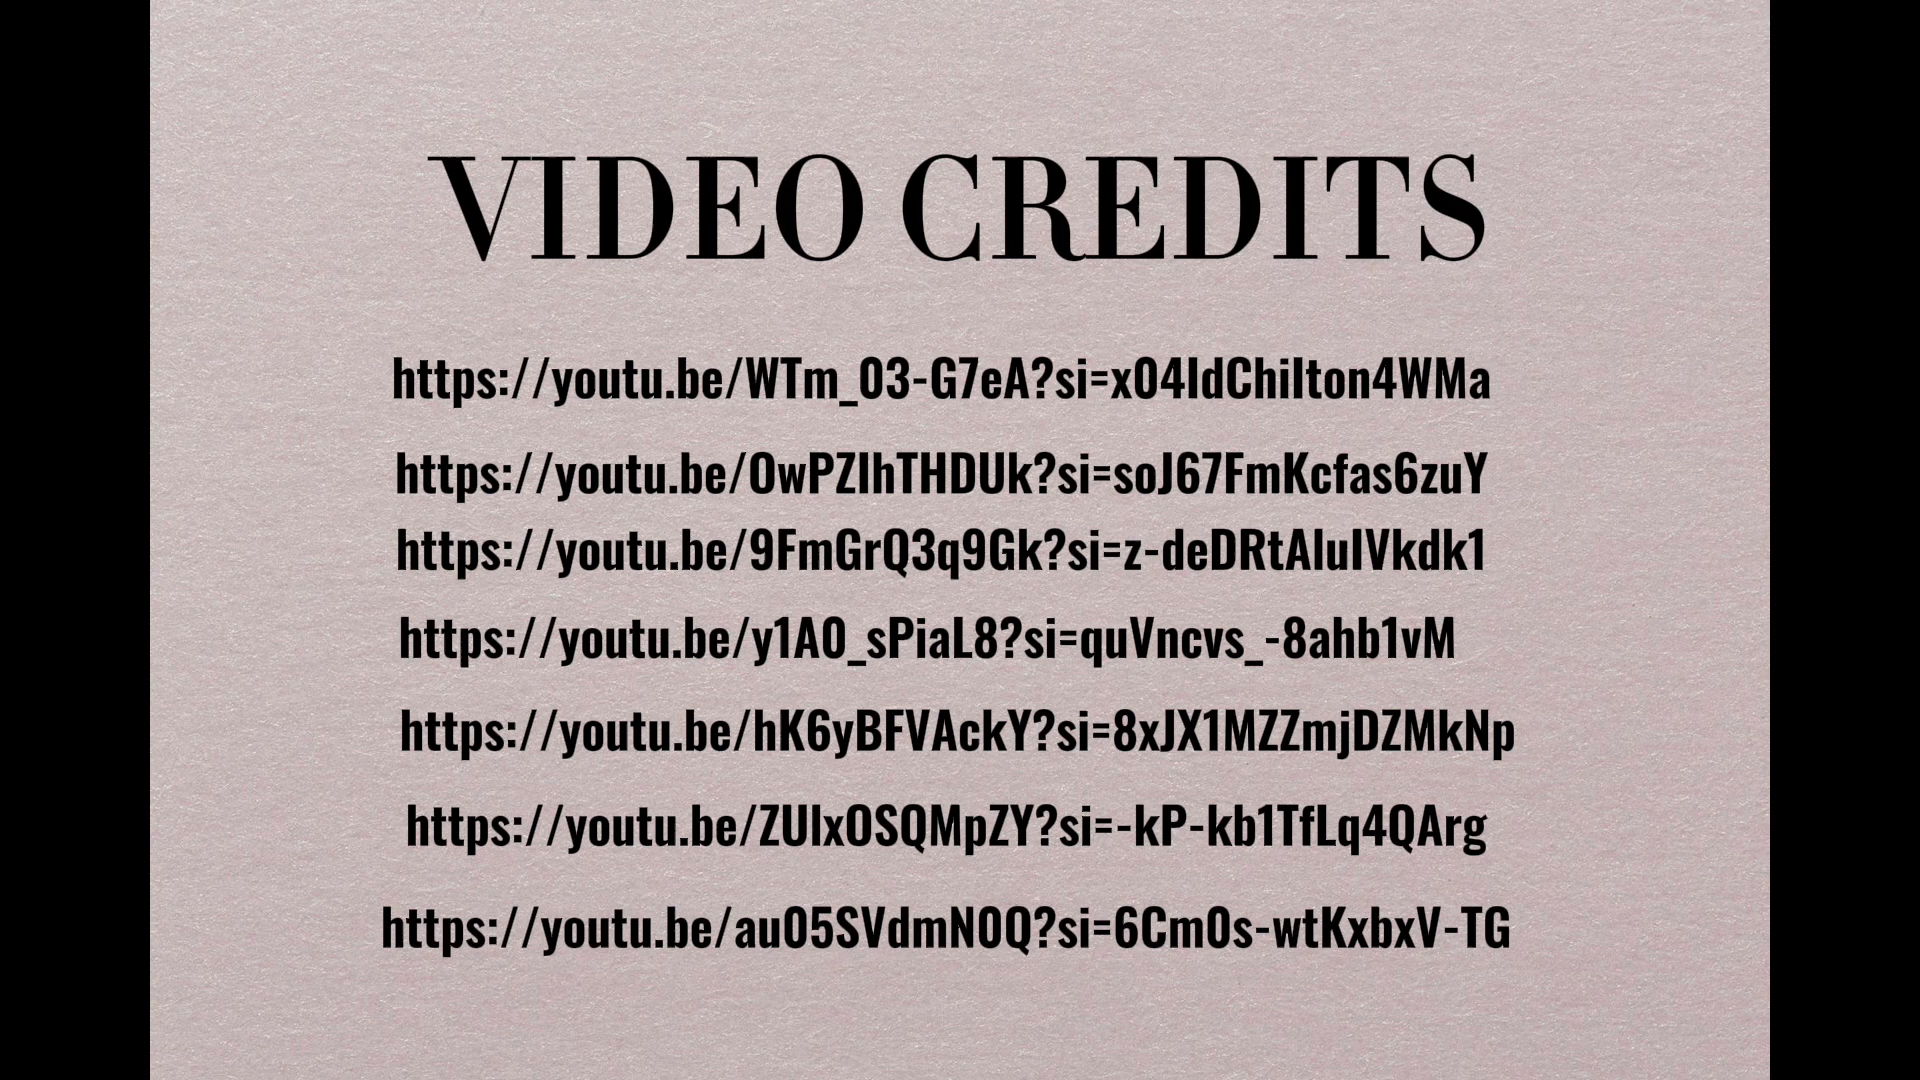 VIDEO CREDITS
https://youtu.be/WTm_03-G7eA?si=x04IdChilton4WMa
https://youtu.be/OwPZIhTHDUk?si=soJ67FmKcfas6zuY
https://youtu.be/9FmGrQ3q9Gk?si=z-deDRtAluIVkdk1
https://youtu.be/y1A0_sPiaL8?si=quVncvs_-8ahb1vM
https://youtu.be/hK6yBFVAckY?si=8xJX1MZZmjDZMkNp
https://youtu.be/ZUlxOSQMpZY?si=-kP-kb1TfLq4QArg
https://youtu.be/au05SVdmN0Q?si=6Cm0s-wtKxbxV-TG